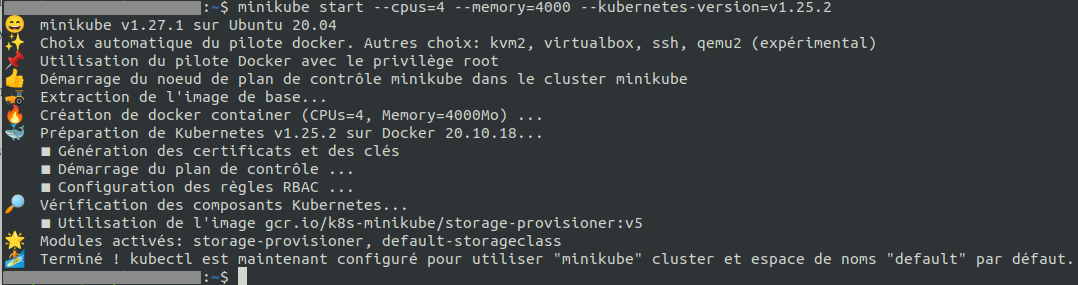 :~$ minikube start --cpus=4 --memory=4000 --kubernetes-version=v1.25.2
minikube v1.27.1 sur Ubuntu 20.04
Choix automatique du pilote docker. Autres choix: kvm2, virtualbox, ssh, qemu2 (expérimental)
Utilisation du pilote Docker avec le privilège root
Démarrage du noeud de plan de contrôle minikube dans le cluster minikube
Extraction de l'image de base...
Création de docker container (CPUs=4, Memory=4000Mo) ...
Préparation de Kubernetes v1.25.2 sur Docker 20.10.18...
■ Génération des certificats et des clés
■ Démarrage du plan de contrôle ...
■ Configuration des règles RBAC ...
Vérification des composants Kubernetes...
■ Utilisation de l'image gcr.io/k8s-minikube/storage-provisioner:v5
Modules activés: storage-provisioner, default-storageclass
Terminé ! kubectl est maintenant configuré pour utiliser "minikube" cluster et espace de noms "default" par défaut.
:~$